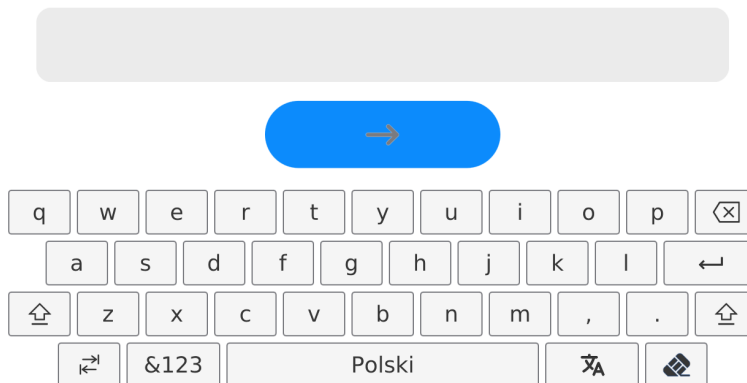 q w e r t y u i o p
a s d f g h j k l
z x c v b n m , .
&123 Polski